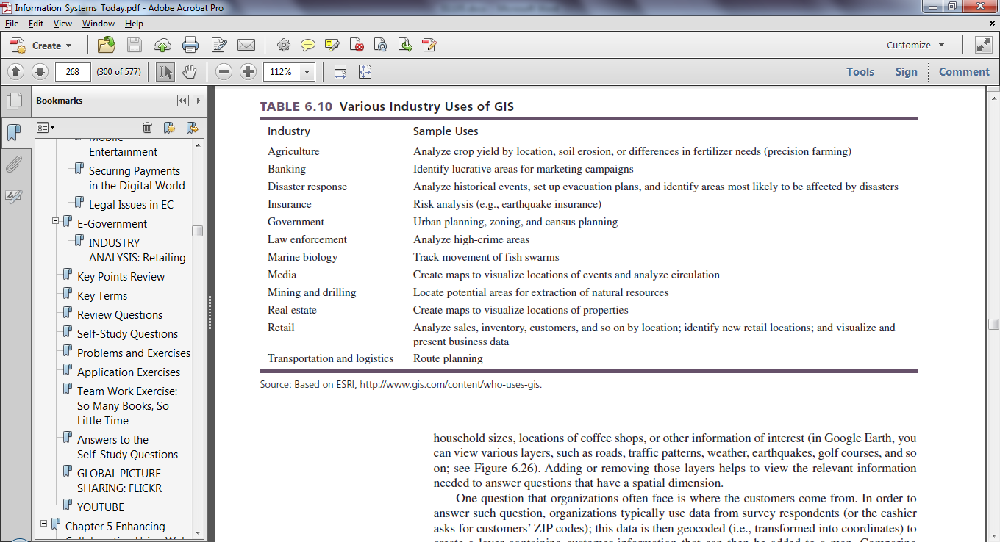 Information_Systems_Today.pdf - Adobe Acrobat Pro
File Edit View Window Help
Create
Customize
268 (300 of 577)
112%
Tools Sign Comment
Bookmarks
Mobile
Entertainment
Securing Payments
in the Digital World
Legal Issues in EC
E-Government
INDUSTRY
ANALYSIS: Retailing
Key Points Review
Key Terms
Review Questions
Self-Study Questions
Problems and Exercises
Application Exercises
Team Work Exercise:
So Many Books, So
Little Time
Answers to the
Self-Study Questions
GLOBAL PICTURE
SHARING: FLICKR
YOUTUBE
Chapter 5 Enhancing
TABLE 6.10 Various Industry Uses of GIS
Industry Sample Uses
Agriculture Analyze crop yield by location, soil erosion, or differences in fertilizer needs (precision farming)
Banking Identify lucrative areas for marketing campaigns
Disaster response Analyze historical events, set up evacuation plans, and identify areas most likely to be affected by disasters
Insurance Risk analysis (e.g., earthquake insurance)
Government Urban planning, zoning, and census planning
Law enforcement Analyze high-crime areas
Marine biology Track movement of fish swarms
Media Create maps to visualize locations of events and analyze circulation
Mining and drilling Locate potential areas for extraction of natural resources
Real estate Create maps to visualize locations of properties
Retail Analyze sales, inventory, customers, and so on by location; identify new retail locations; and visualize and
present business data
Transportation and logistics Route planning
Source: Based on ESRI, http://www.gis.com/content/who-uses-gis.
household sizes, locations of coffee shops, or other information of interest (in Google Earth, you
can view various layers, such as roads, traffic patterns, weather, earthquakes, golf courses, and so
on; see Figure 6.26). Adding or removing those layers helps to view the relevant information
needed to answer questions that have a spatial dimension.
One question that organizations often face is where the customers come from. In order to
answer such question, organizations typically use data from survey respondents (or the cashier
asks for customers' ZIP codes); this data is then geocoded (i.e., transformed into coordinates) to